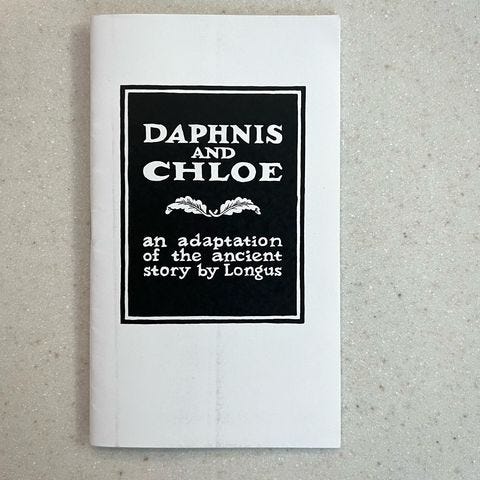 DAPHNIS
AND
CHLOE
an adaptation
of the ancient
story by Longus